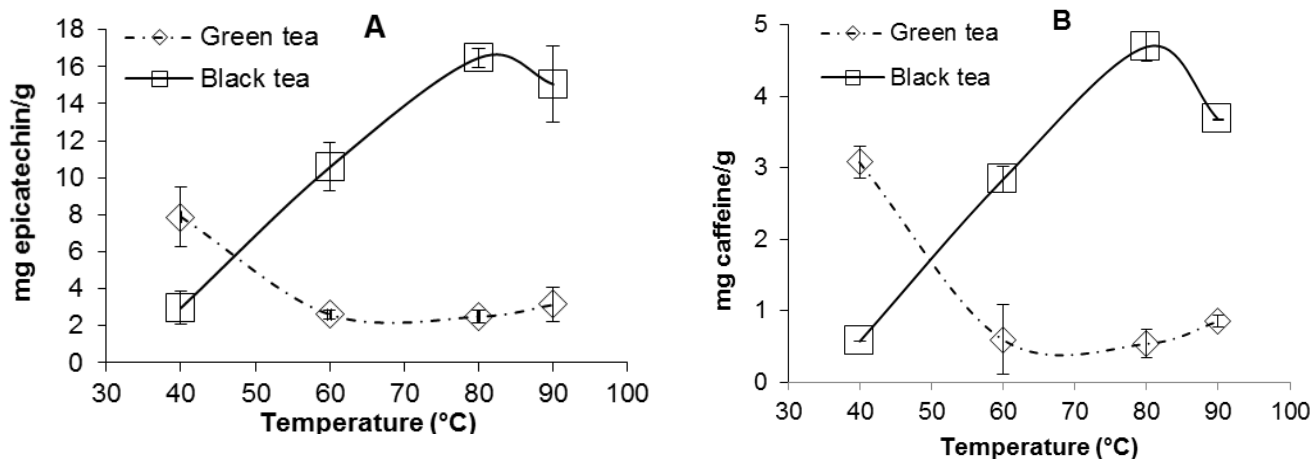 A
Green tea
Black tea
mg epicatechin/g
18
16
14
12
10
8
6
4
2
0
30 40 50 60 70 80 90 100
Temperature (°C)
B
Green tea
Black tea
mg caffeine/g
5
4
3
2
1
0
30 40 50 60 70 80 90 100
Temperature (°C)